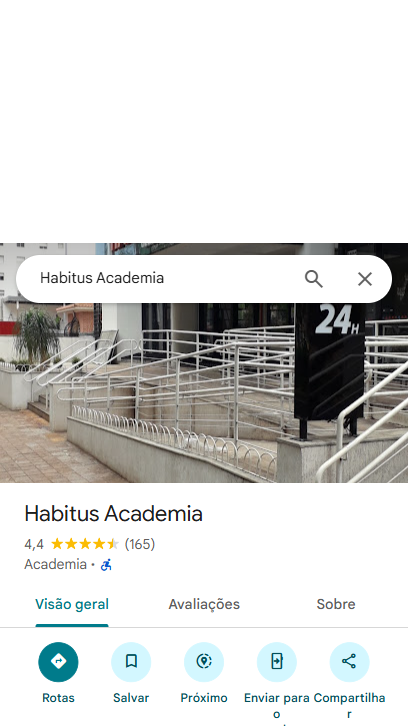 Habitus Academia
24H
Habitus Academia
4,4 (165)
Academia ·
Visão geral Avaliações Sobre
Rotas Salvar Próximo Enviar para o Compartilhar